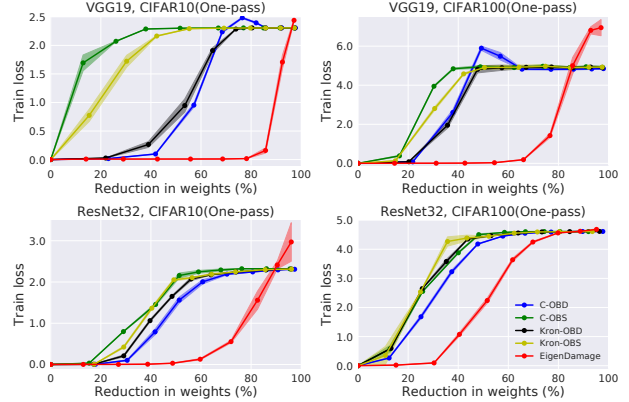 VGG19, CIFAR10(One-pass)
VGG19, CIFAR100(One-pass)
Train loss
2.5
2.0
1.5
1.0
0.5
0.0
0 20 40 60 80 100
Reduction in weights (%)
Train loss
6.0
4.0
2.0
0.0
0 20 40 60 80 100
Reduction in weights (%)
ResNet32, CIFAR10(One-pass)
ResNet32, CIFAR100(One-pass)
Train loss
3.0
2.0
1.0
0.0
0 20 40 60 80 100
Reduction in weights (%)
Train loss
5.0
4.0
3.0
2.0
1.0
0.0
0 20 40 60 80 100
Reduction in weights (%)
C-OBD
C-OBS
Kron-OBD
Kron-OBS
EigenDamage